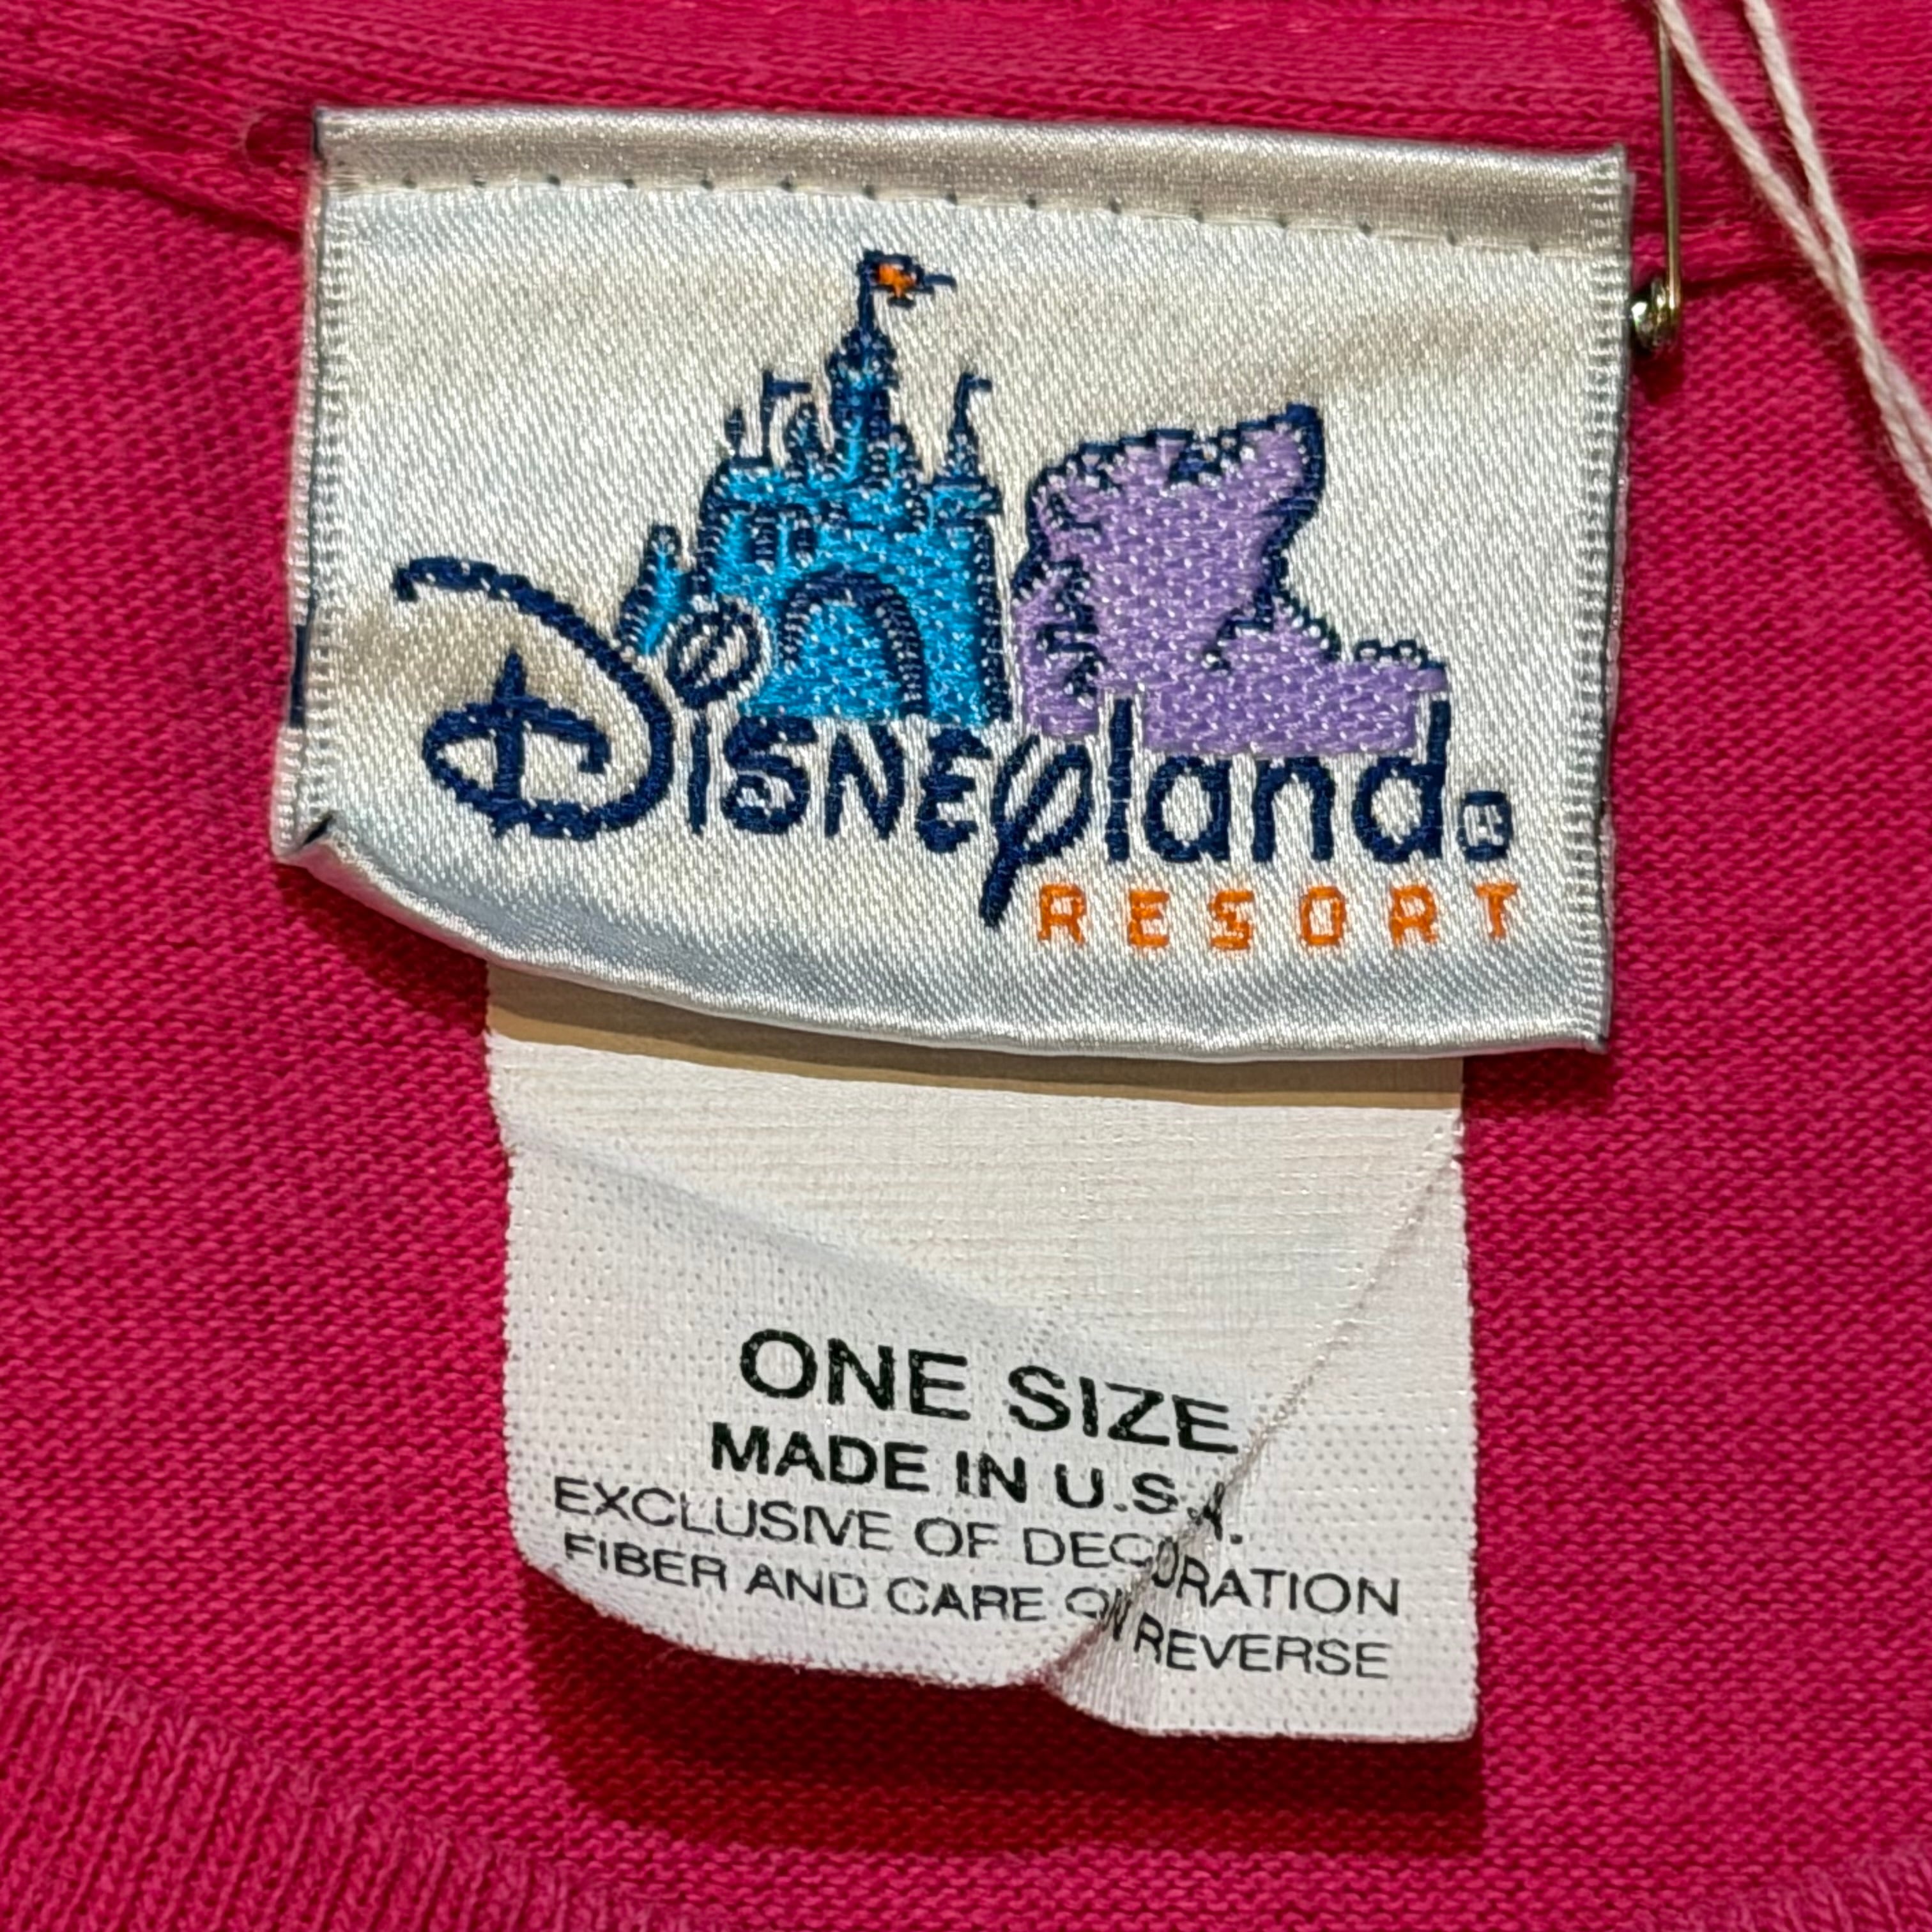 Disneyland®
RESORT
ONE SIZE
MADE IN U.S.A.
EXCLUSIVE OF DECORATION
FIBER AND CARE ON REVERSE